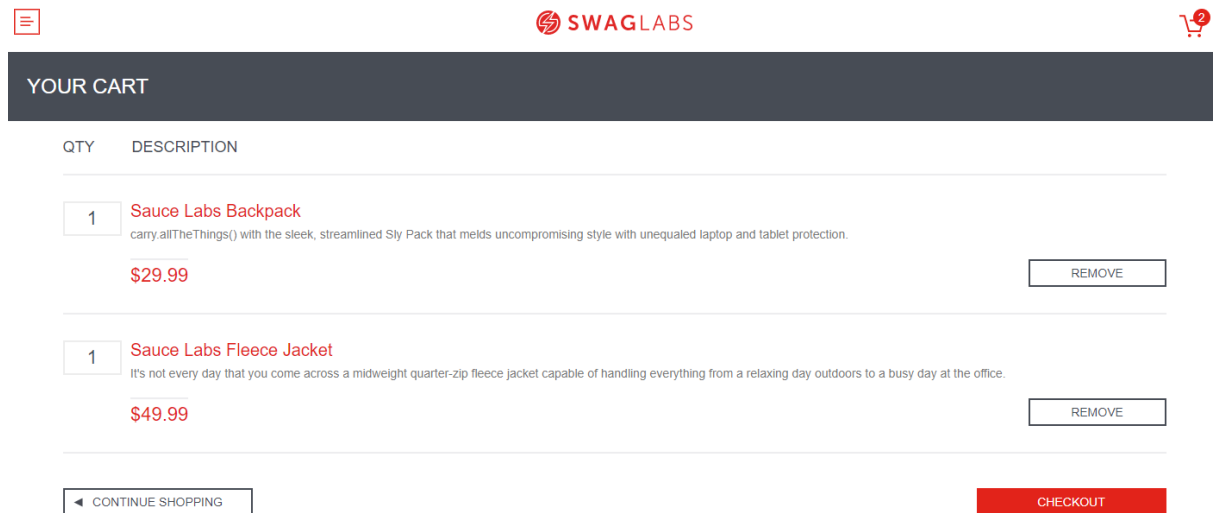 SWAGLABS
2
YOUR CART
QTY DESCRIPTION
1 Sauce Labs Backpack
carry.allTheThings() with the sleek, streamlined Sly Pack that melds uncompromising style with unequaled laptop and tablet protection.
$29.99 REMOVE
1 Sauce Labs Fleece Jacket
It's not every day that you come across a midweight quarter-zip fleece jacket capable of handling everything from a relaxing day outdoors to a busy day at the office.
$49.99 REMOVE
CONTINUE SHOPPING CHECKOUT